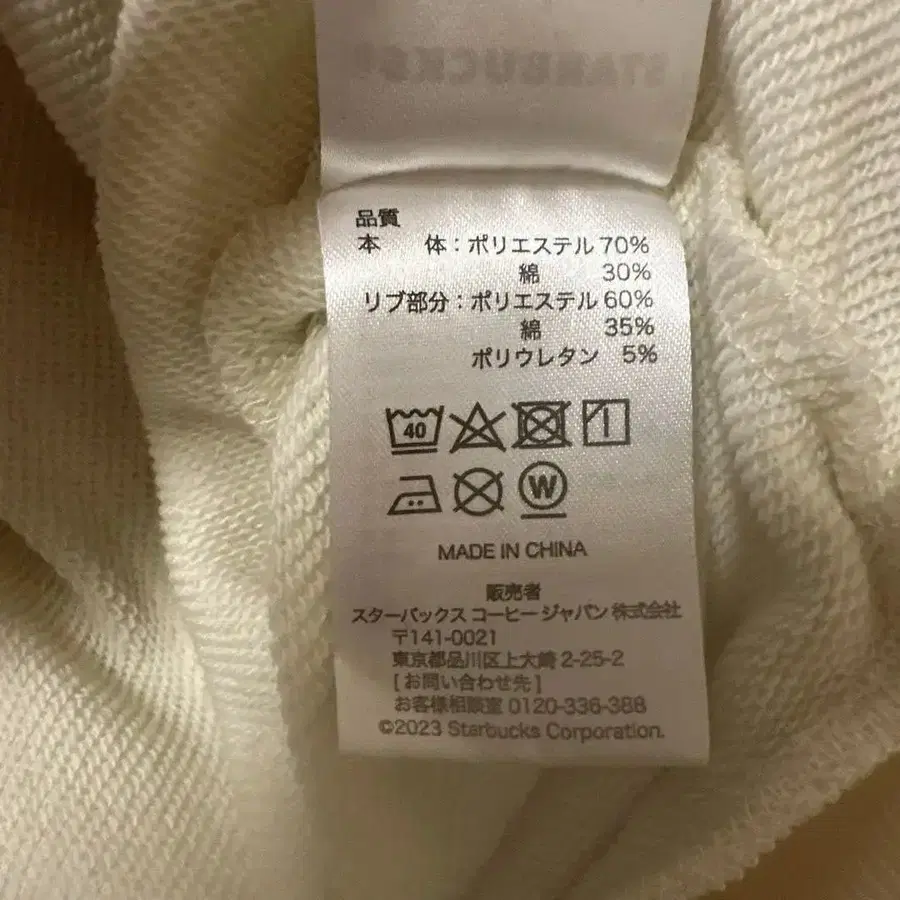 STARBUCKS
品質
本 体：ポリエステル 70%
綿 30%
リブ部分：ポリエステル 60%
綿 35%
ポリウレタン 5%
40
W
MADE IN CHINA
販売者
スターバックス コーヒー ジャパン 株式会社
〒141-0021
東京都品川区上大崎 2-25-2
[ お問い合わせ先 ]
お客様相談室 0120-336-388
©2023 Starbucks Corporation.